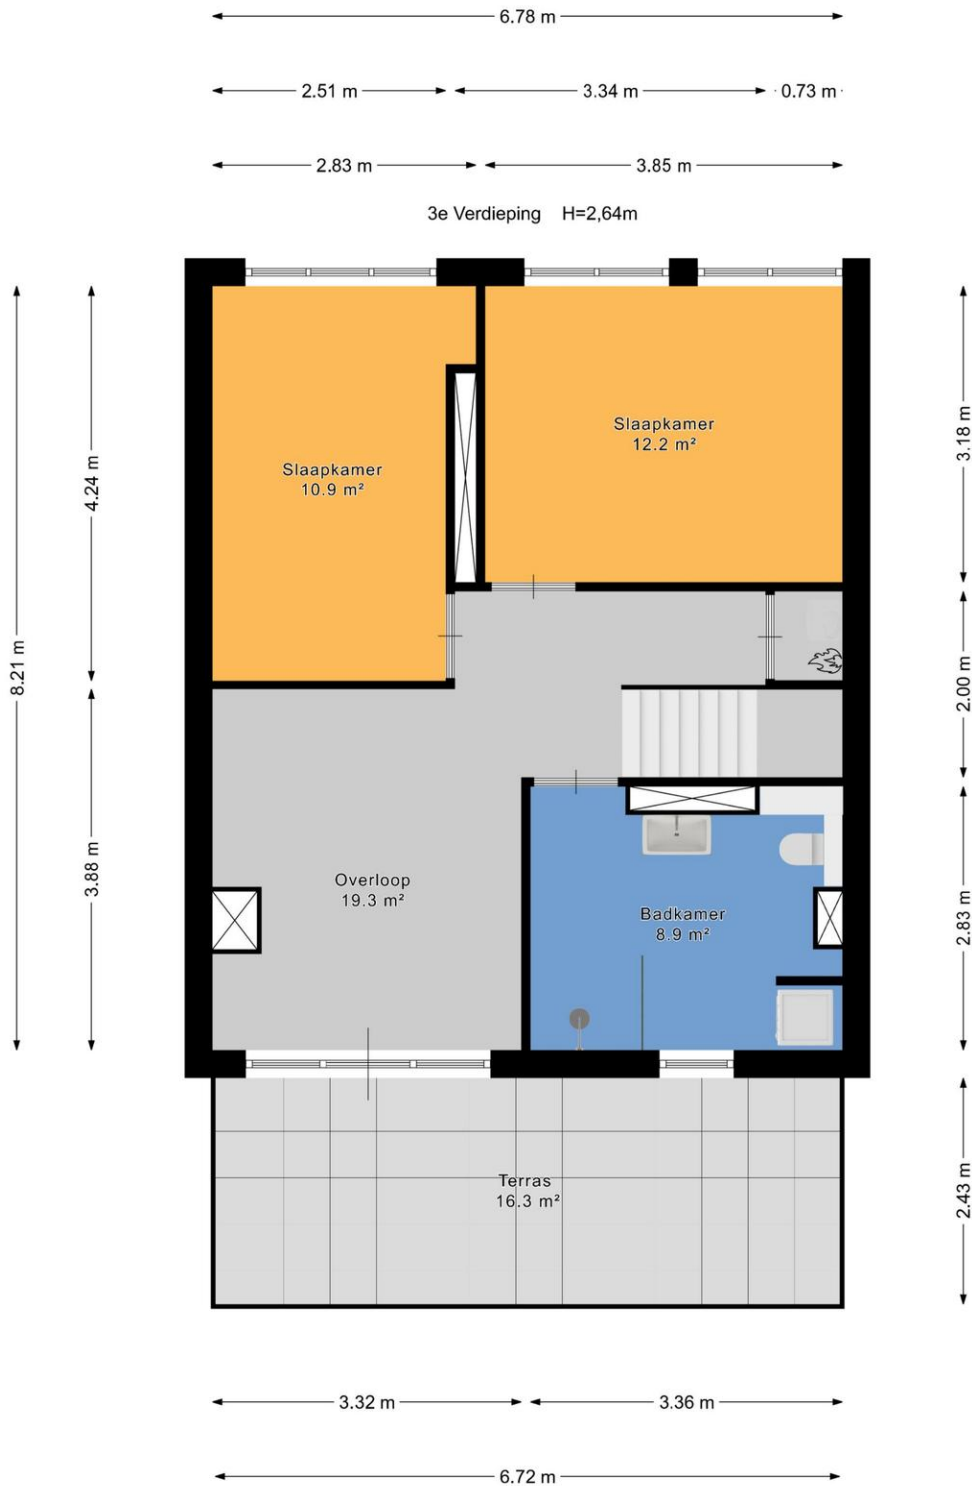 6.78 m
2.51 m
3.34 m
0.73 m
2.83 m
3.85 m
3e Verdieping H=2,64m
8.21 m
4.24 m
3.88 m
Slaapkamer
10.9 m²
Slaapkamer
12.2 m²
Overloop
19.3 m²
Badkamer
8.9 m²
Terras
16.3 m²
3.18 m
2.00 m
2.83 m
2.43 m
3.32 m
3.36 m
6.72 m